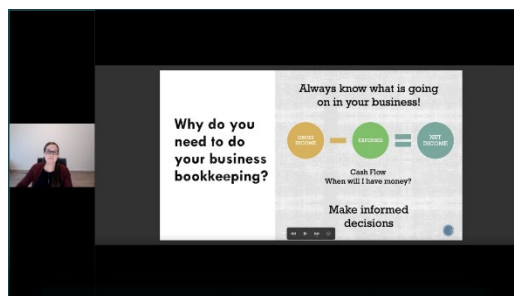 Why do you
need to do
your business
bookkeeping?
Always know what is going
on in your business!
GROSS
INCOME
EXPENSES
NET
INCOME
Cash Flow
When will I have money?
Make informed
decisions